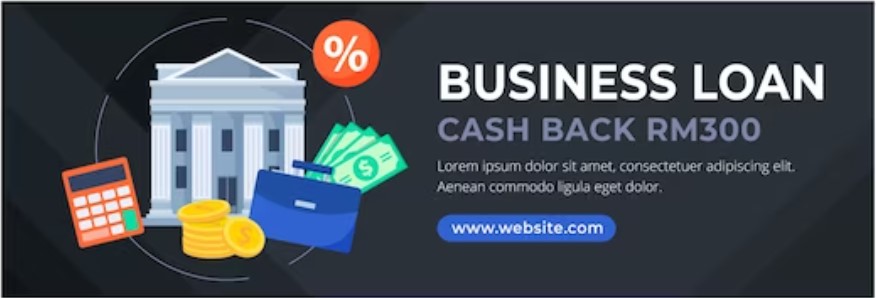 %
BUSINESS LOAN
CASH BACK RM300
Lorem ipsum dolor sit amet, consectetuer adipiscing elit.
Aenean commodo ligula eget dolor.
www.website.com
$